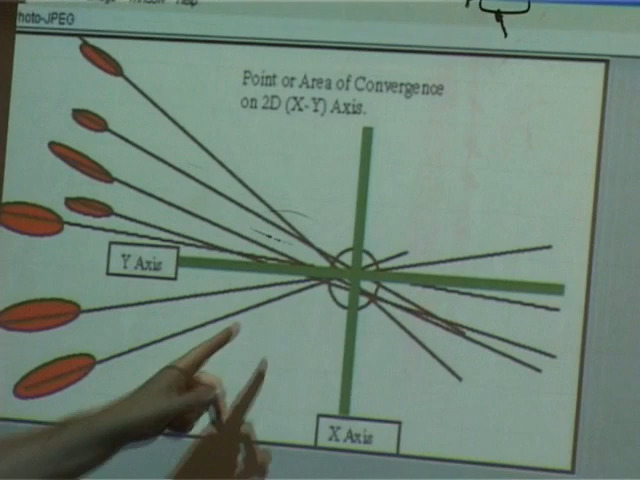 hoto-JPEG
Point or Area of Convergence
on 2D (X-Y) Axis.
Y Axis
X Axis